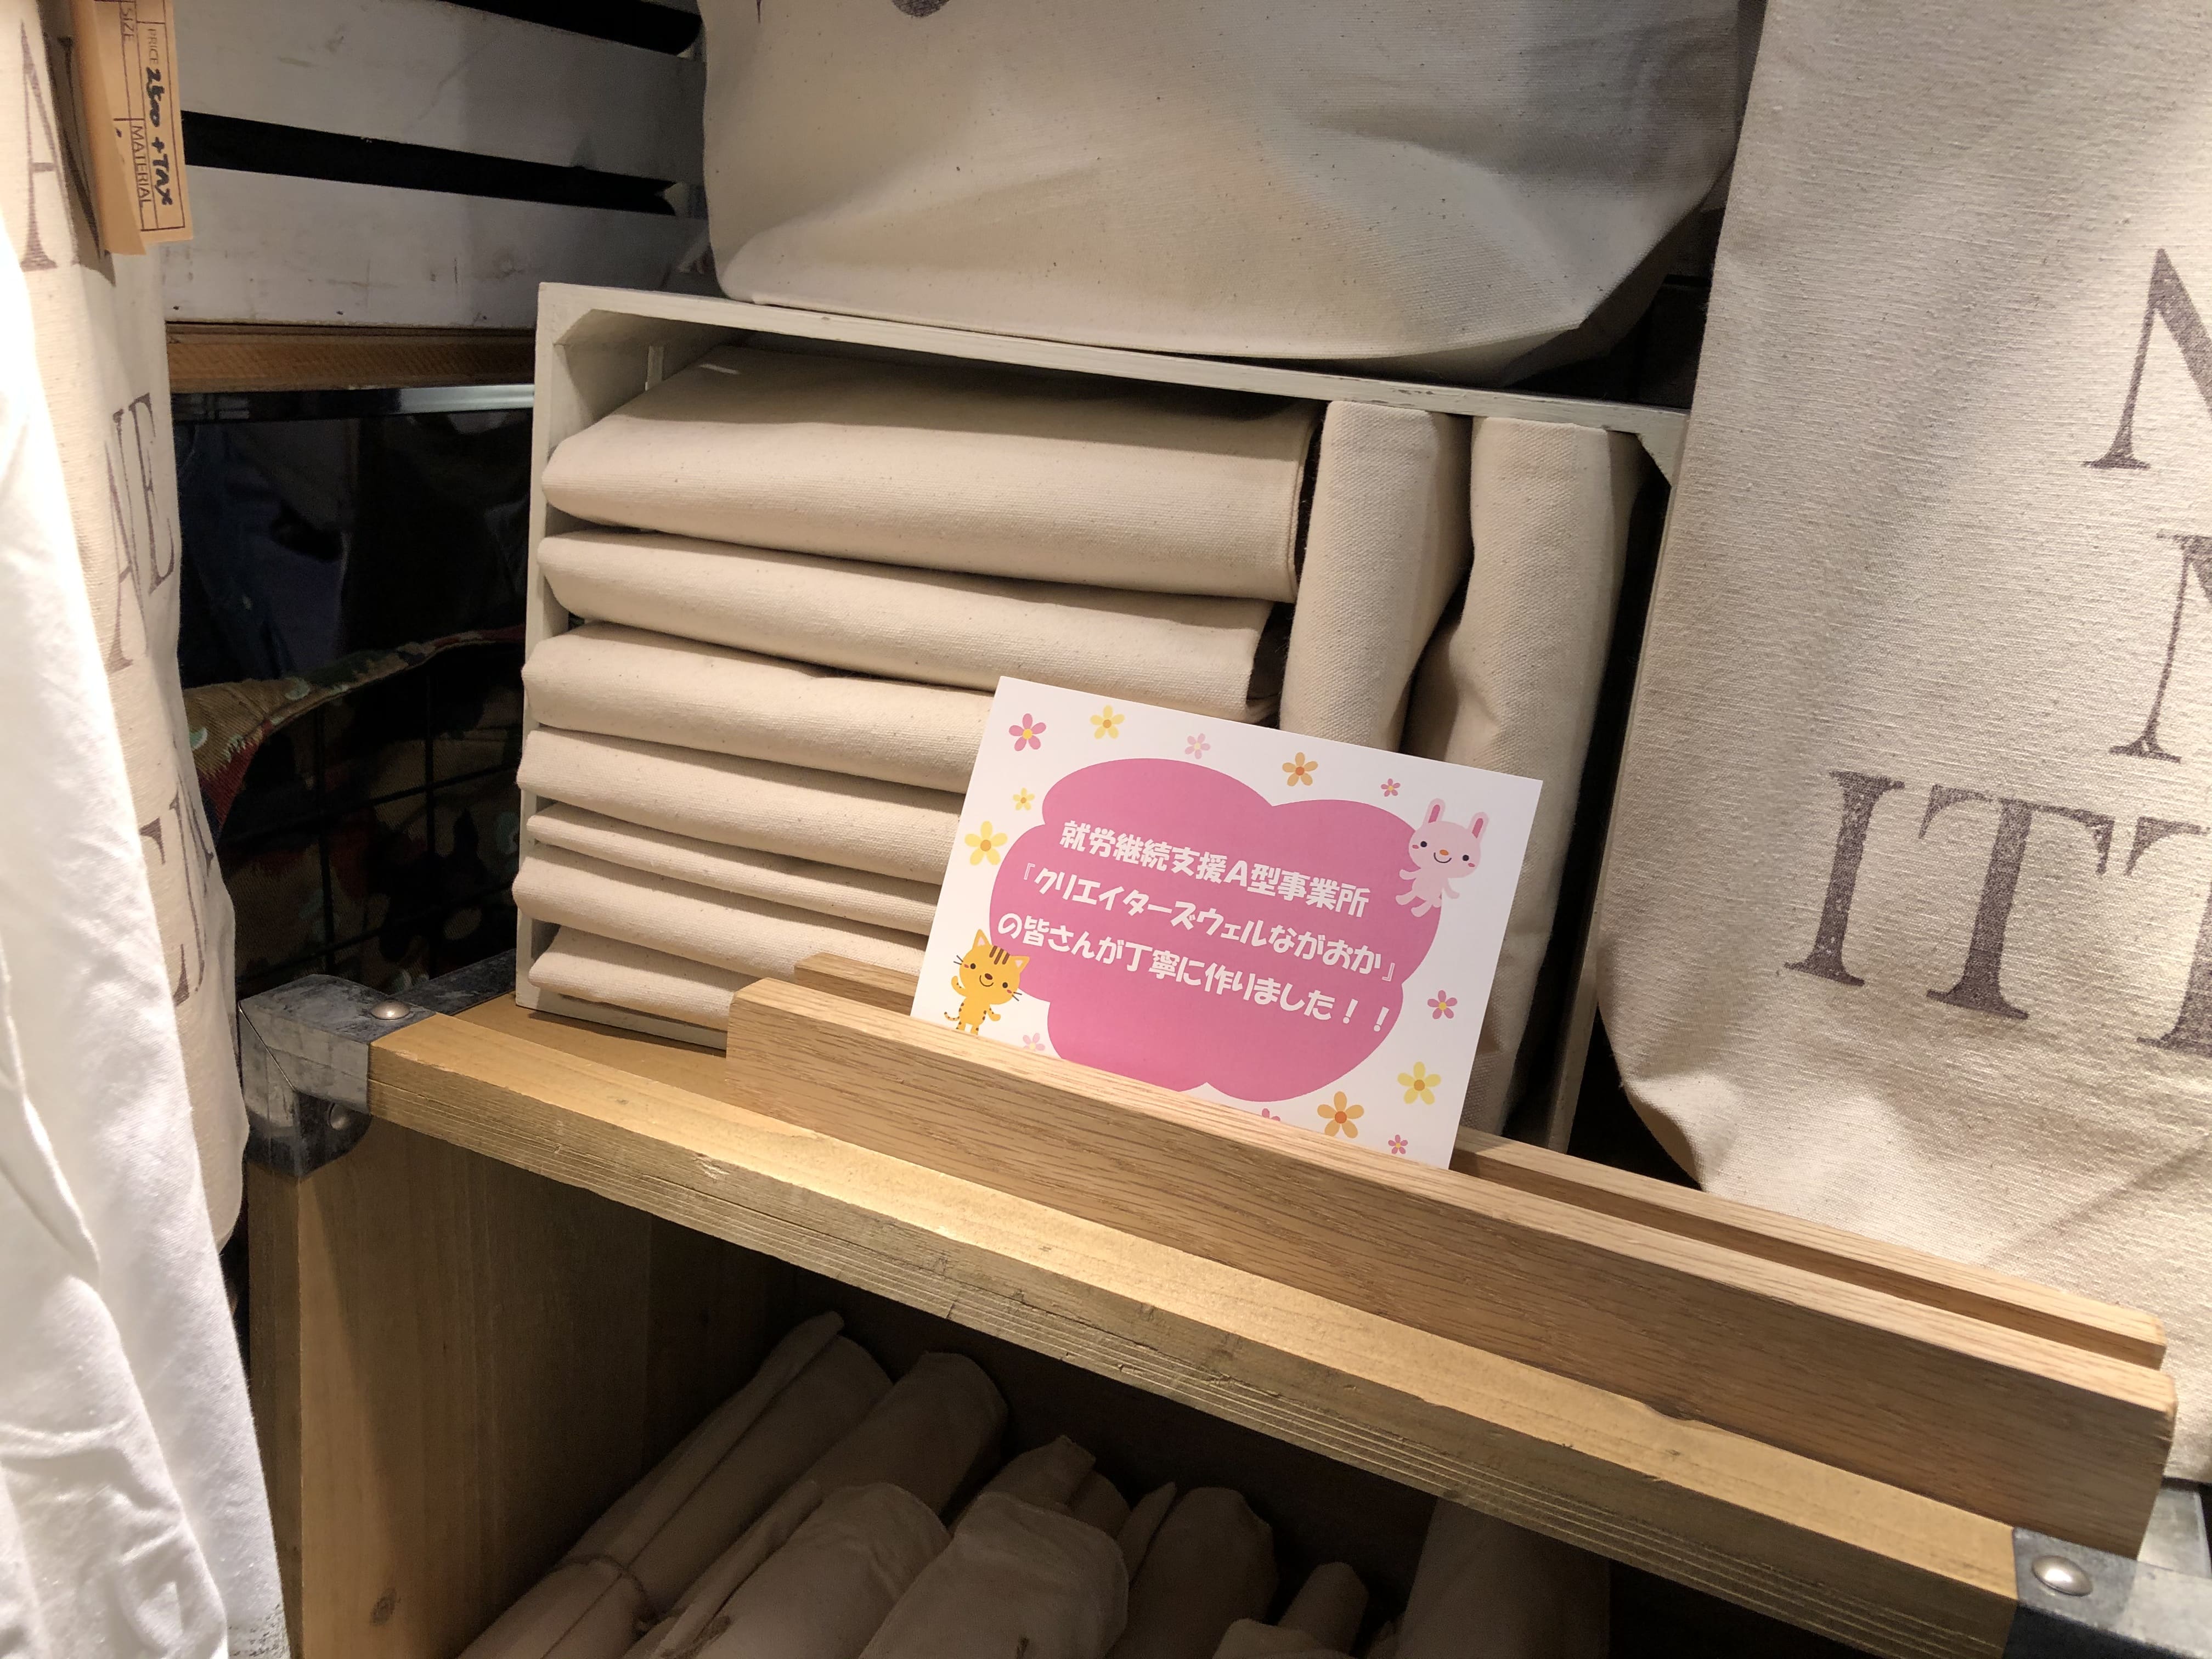 PRICE 2500 +Tax
SIZE
MATERIAL
就労継続支援A型事業所
『クリエイターズウェルながおか』
の皆さんが丁寧に作りました！！